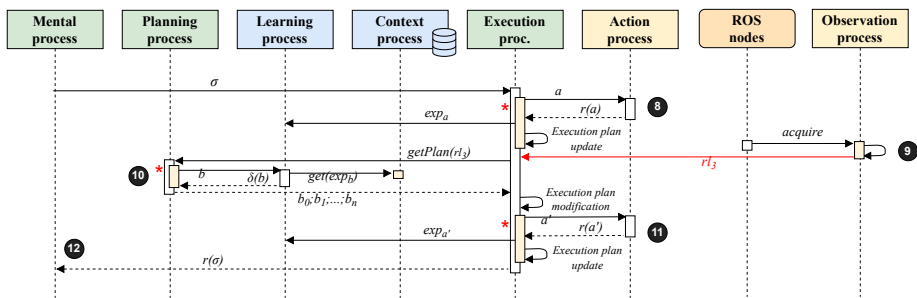 Mental process
Planning process
Learning process
Context process
Execution proc.
Action process
ROS nodes
Observation process
σ
a
* 8
r(a)
exp_a
Execution plan update
acquire
9
getPlan(rl_3)
rl_3
10 *
b
δ(b)
get(exp_b)
b_0;b_1;...;b_n
Execution plan modification
a'
* r(a')
11
exp_a'
12
Execution plan update
r(σ)